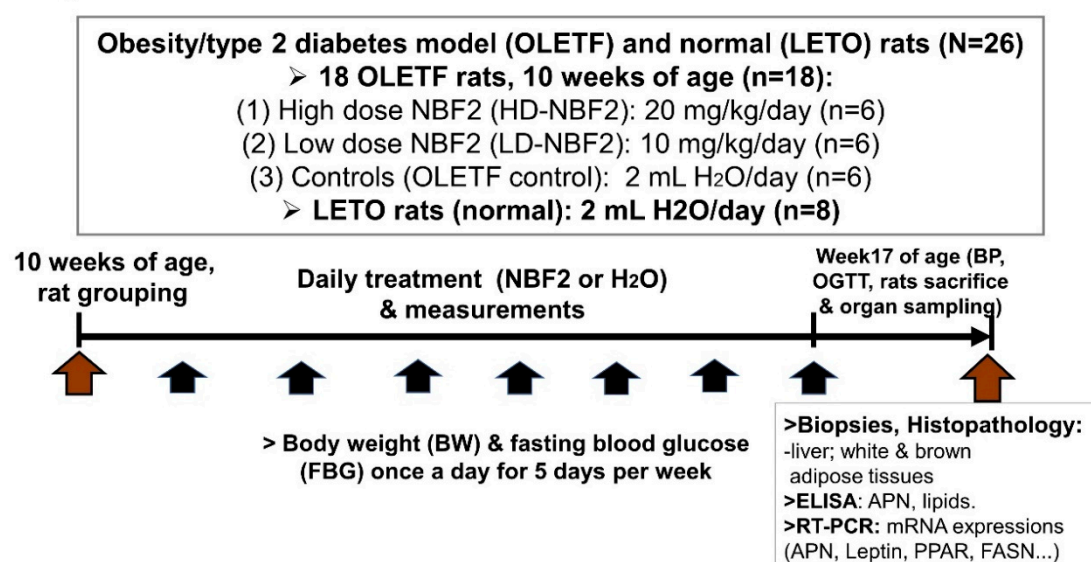 Obesity/type 2 diabetes model (OLETF) and normal (LETO) rats (N=26)
➢ 18 OLETF rats, 10 weeks of age (n=18):
(1) High dose NBF2 (HD-NBF2): 20 mg/kg/day (n=6)
(2) Low dose NBF2 (LD-NBF2): 10 mg/kg/day (n=6)
(3) Controls (OLETF control): 2 mL H₂O/day (n=6)
➢ LETO rats (normal): 2 mL H2O/day (n=8)
10 weeks of age,
rat grouping
Daily treatment (NBF2 or H₂O)
& measurements
Week17 of age (BP,
OGTT, rats sacrifice
& organ sampling)
> Body weight (BW) & fasting blood glucose
(FBG) once a day for 5 days per week
>Biopsies, Histopathology:
-liver; white & brown
adipose tissues
>ELISA: APN, lipids.
>RT-PCR: mRNA expressions
(APN, Leptin, PPAR, FASN...)